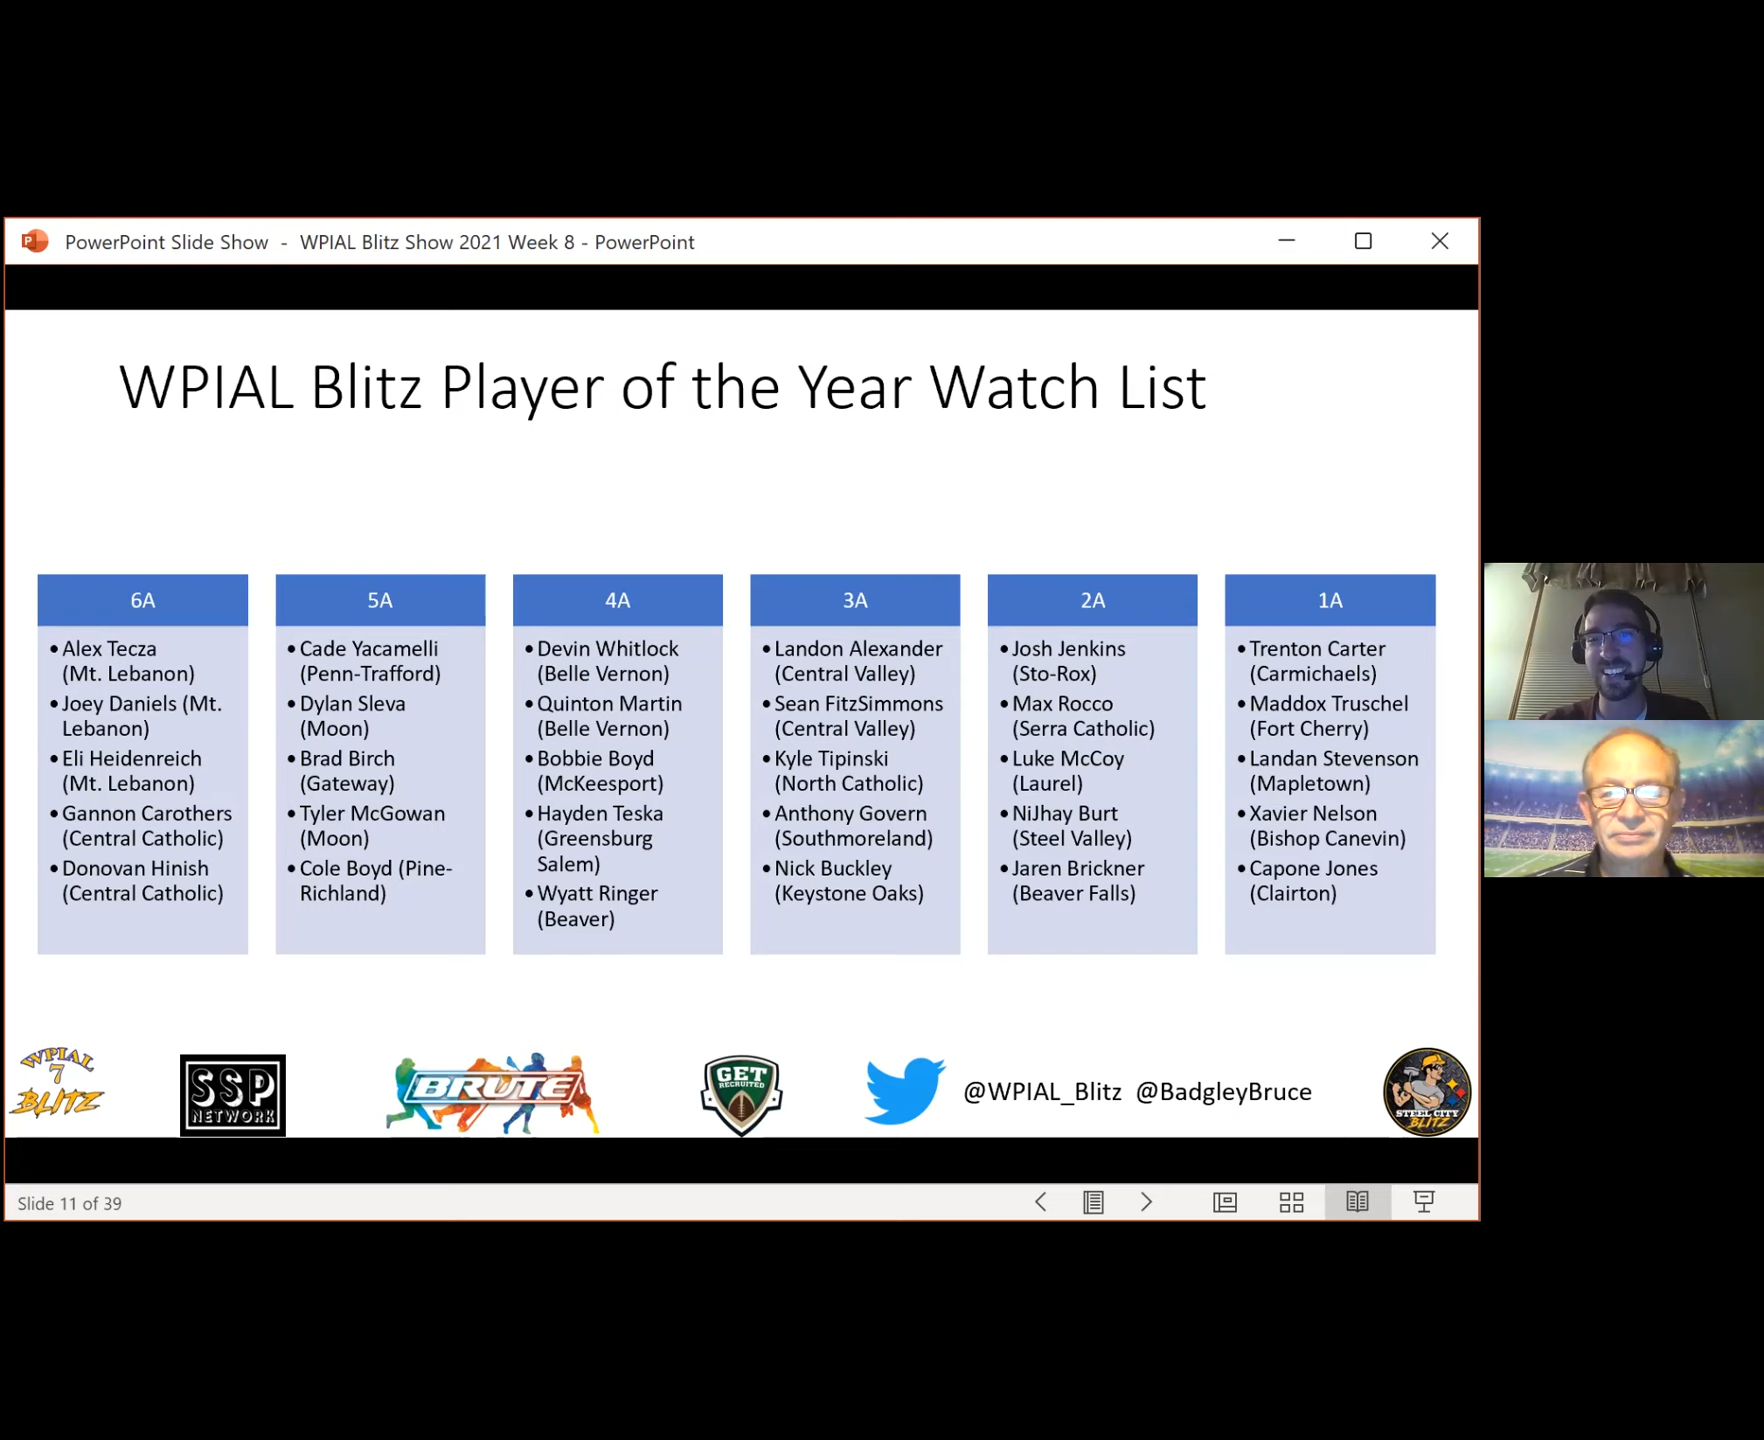 PowerPoint Slide Show - WPIAL Blitz Show 2021 Week 8 - PowerPoint
WPIAL Blitz Player of the Year Watch List
6A
•Alex Tecza
(Mt. Lebanon)
•Joey Daniels (Mt.
Lebanon)
•Eli Heidenreich
(Mt. Lebanon)
•Gannon Carothers
(Central Catholic)
•Donovan Hinish
(Central Catholic)
5A
•Cade Yacamelli
(Penn-Trafford)
•Dylan Sleva
(Moon)
•Brad Birch
(Gateway)
•Tyler McGowan
(Moon)
•Cole Boyd (Pine-
Richland)
4A
•Devin Whitlock
(Belle Vernon)
•Quinton Martin
(Belle Vernon)
•Bobbie Boyd
(McKeesport)
•Hayden Teska
(Greensburg
Salem)
•Wyatt Ringer
(Beaver)
3A
•Landon Alexander
(Central Valley)
•Sean FitzSimmons
(Central Valley)
•Kyle Tipinski
(North Catholic)
•Anthony Govern
(Southmoreland)
•Nick Buckley
(Keystone Oaks)
2A
•Josh Jenkins
(Sto-Rox)
•Max Rocco
(Serra Catholic)
•Luke McCoy
(Laurel)
•NiJhay Burt
(Steel Valley)
•Jaren Brickner
(Beaver Falls)
1A
•Trenton Carter
(Carmichaels)
•Maddox Truschel
(Fort Cherry)
•Landan Stevenson
(Mapletown)
•Xavier Nelson
(Bishop Canevin)
•Capone Jones
(Clairton)
WPIAL
7
BLITZ
SSP
NETWORK
BRUTE
GET
RECRUITED
@WPIAL_Blitz @BadgleyBruce
STEEL CITY
BLITZ
Slide 11 of 39